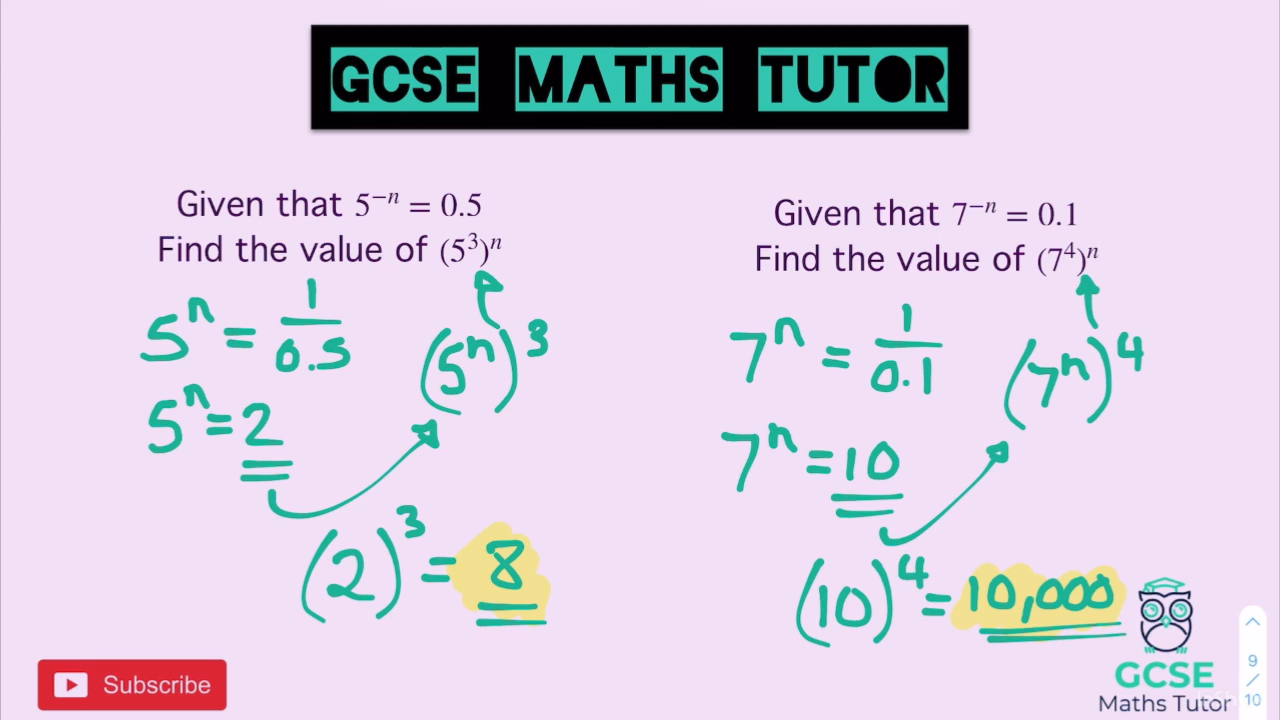 GCSE MATHS TUTOR
Given that 5⁻ⁿ = 0.5
Find the value of (5³)ⁿ
5ⁿ = 1/0.5
(5ⁿ)³
5ⁿ = 2
(2)³ = 8
Given that 7⁻ⁿ = 0.1
Find the value of (7⁴)ⁿ
7ⁿ = 1/0.1
(7ⁿ)⁴
7ⁿ = 10
(10)⁴ = 10,000
Subscribe
GCSE
Maths Tutor
9
/
10